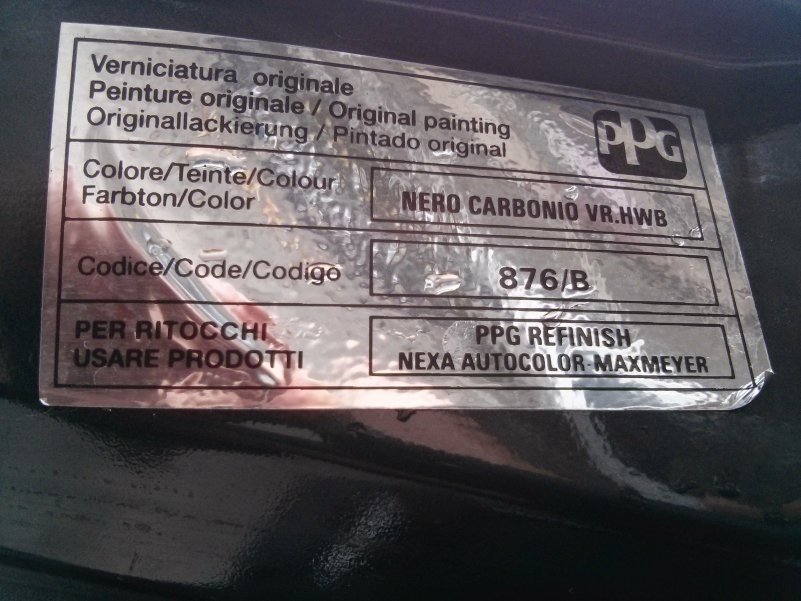 Verniciatura originale
Peinture originale / Original painting
Originallackierung / Pintado original
PPG
Colore/Teinte/Colour
Farbton/Color
NERO CARBONIO VR.HWB
Codice/Code/Codigo
876/B
PER RITOCCHI
USARE PRODOTTI
PPG REFINISH
NEXA AUTOCOLOR-MAXMEYER